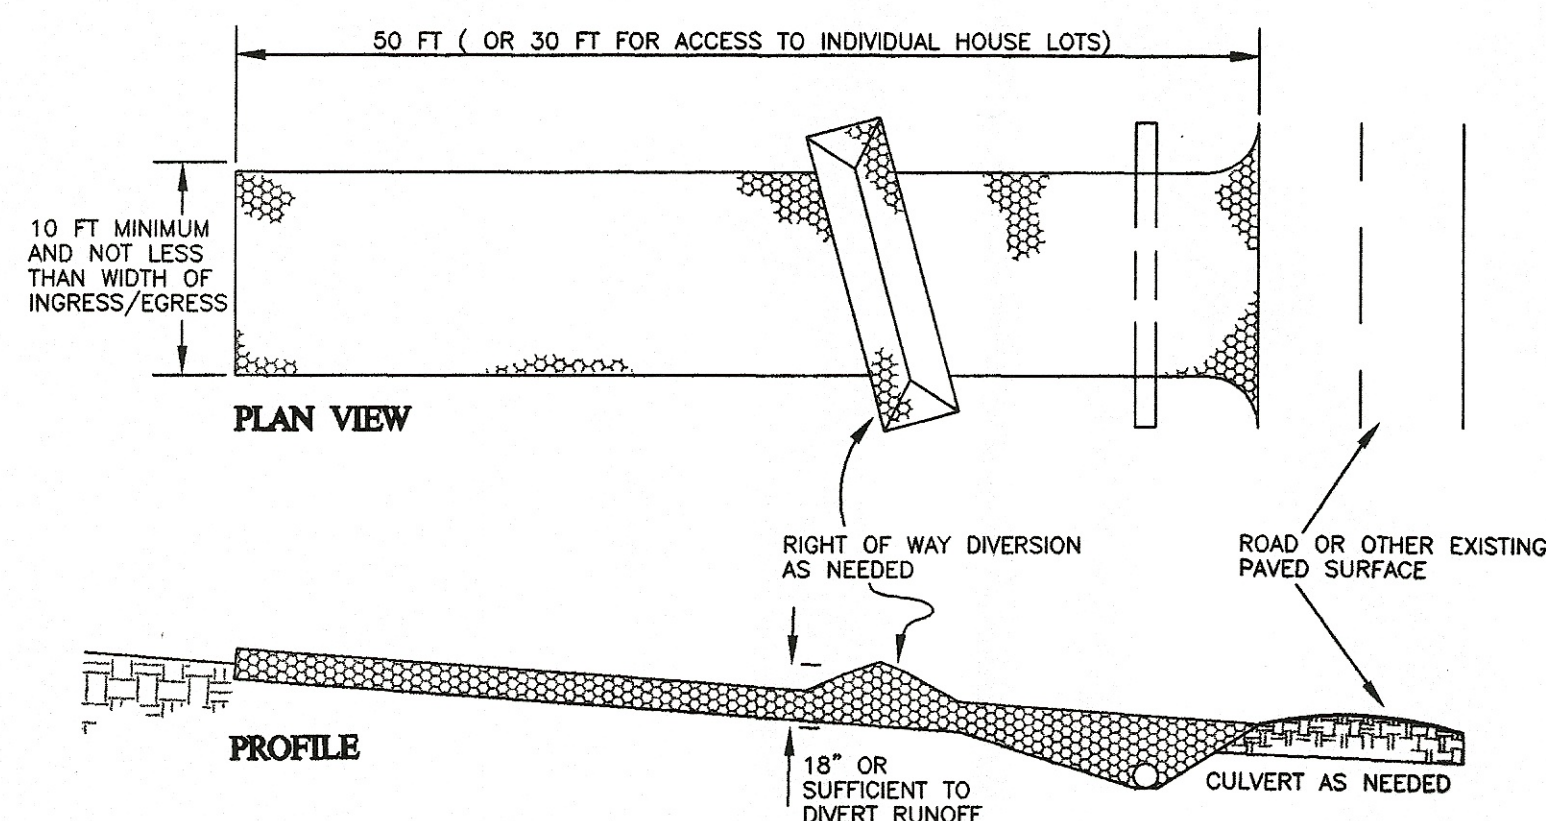 50 FT ( OR 30 FT FOR ACCESS TO INDIVIDUAL HOUSE LOTS)
10 FT MINIMUM
AND NOT LESS
THAN WIDTH OF
INGRESS/EGRESS
PLAN VIEW
RIGHT OF WAY DIVERSION
AS NEEDED
ROAD OR OTHER EXISTING
PAVED SURFACE
PROFILE
18" OR
SUFFICIENT TO
DIVERT RUNOFF
CULVERT AS NEEDED